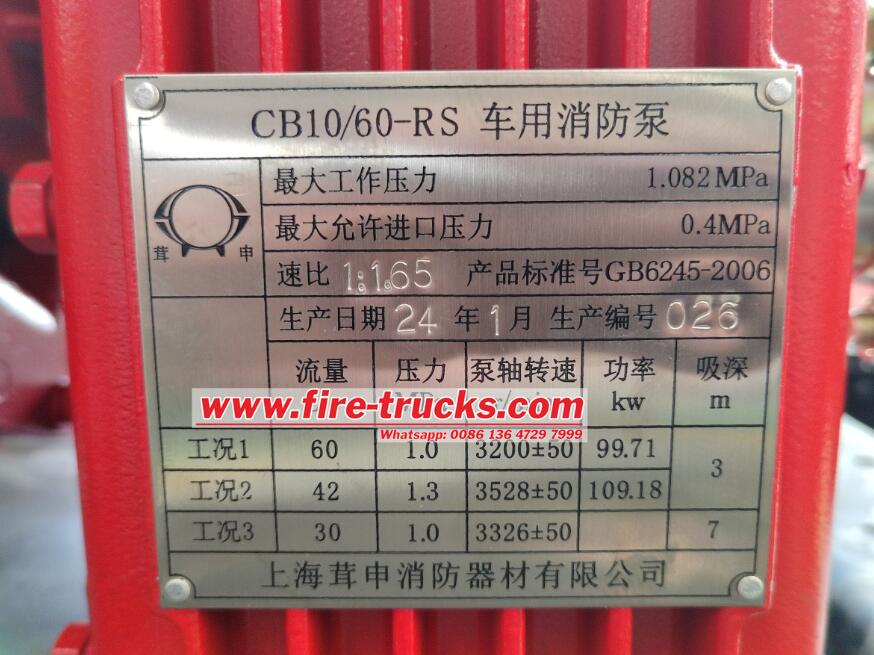 CB10/60-RS 车用消防泵
最大工作压力 1.082MPa
最大允许进口压力 0.4MPa
茸 申
速比 1:1.65 产品标准号GB6245-2006
生产日期 24 年 1 月 生产编号 026
流量 压力 泵轴转速 功率 吸深
kw m
www.fire-trucks.com
Whatsapp: 0086 136 4729 7999
工况1 60 1.0 3200±50 99.71
3
工况2 42 1.3 3528±50 109.18
工况3 30 1.0 3326±50 7
上海茸申消防器材有限公司